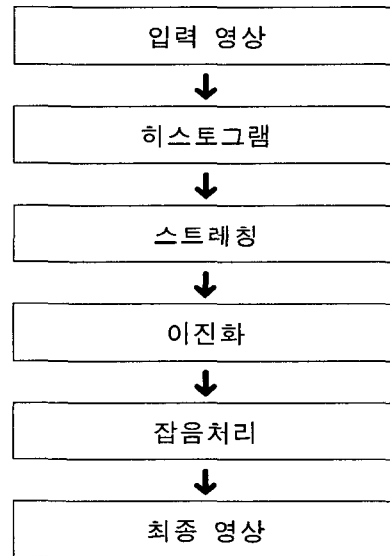 입력 영상
히스토그램
스트레칭
이진화
잡음처리
최종 영상